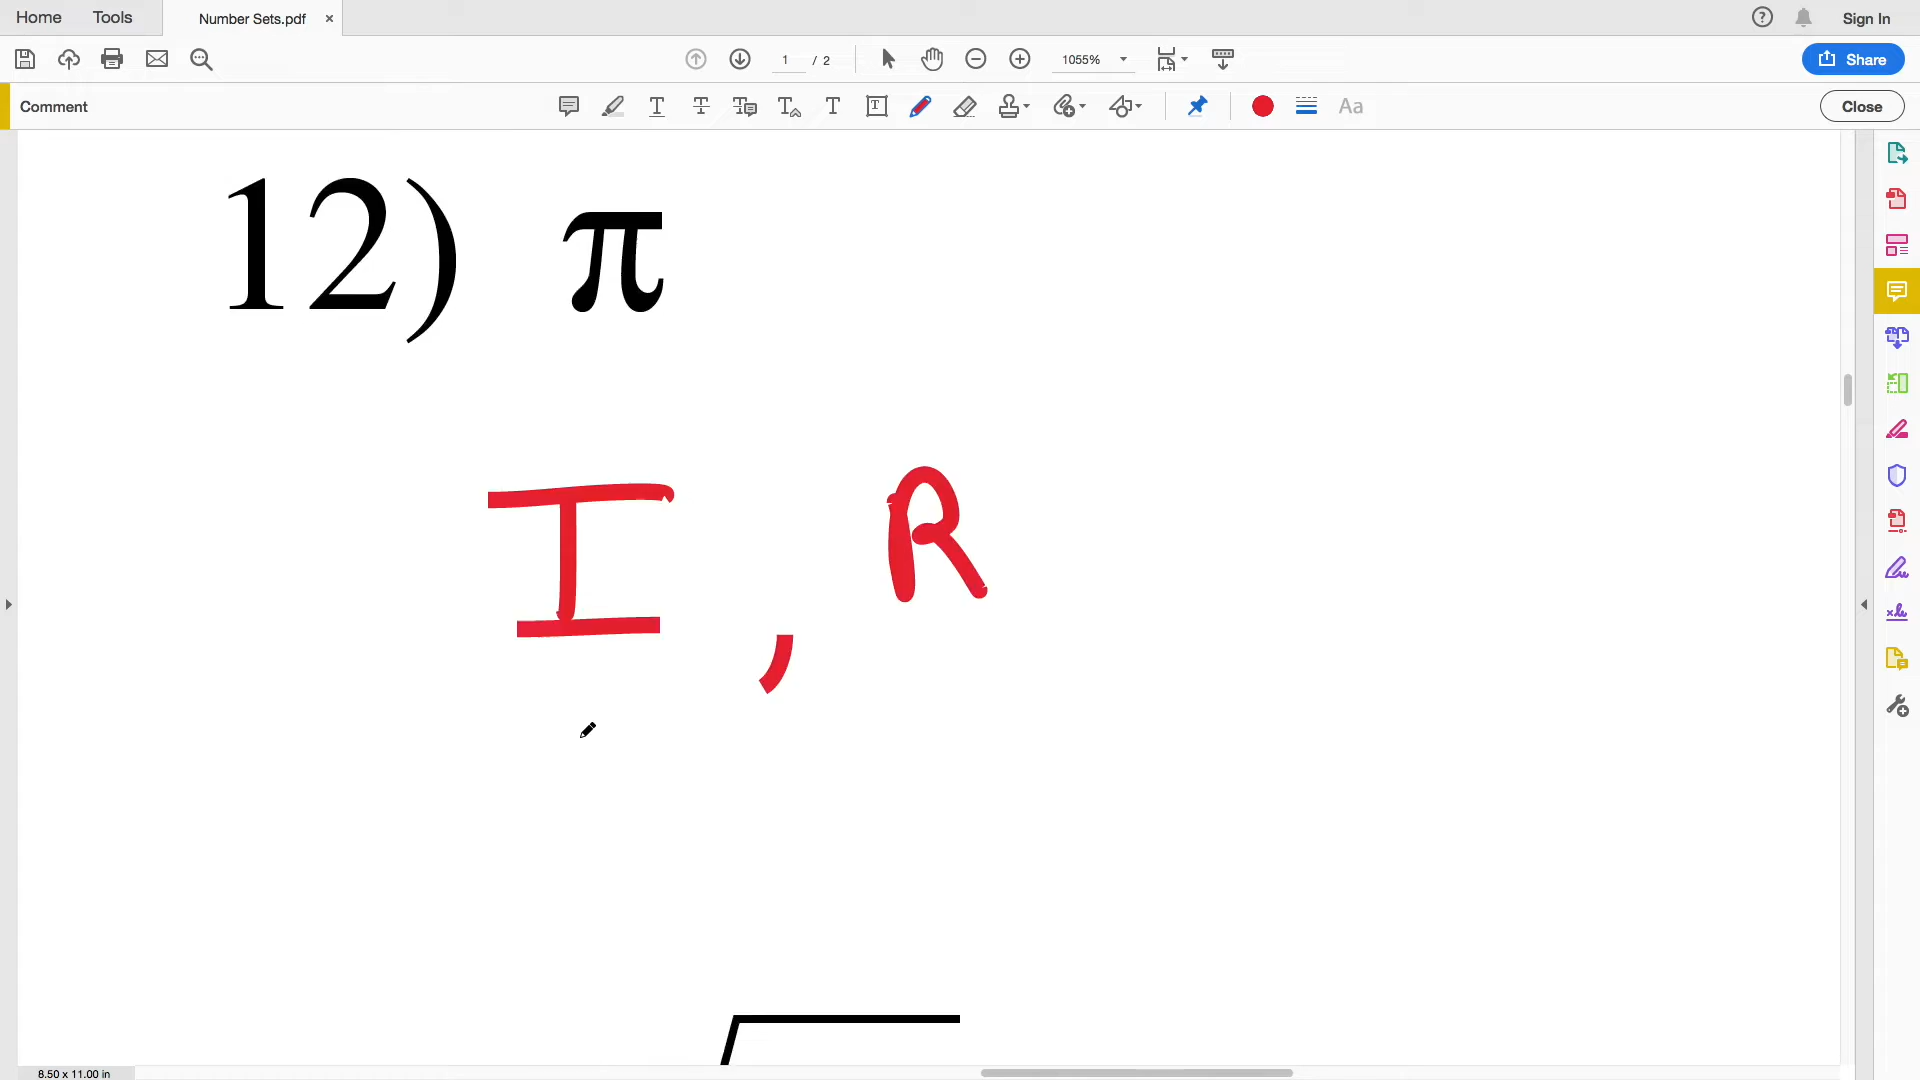 Home Tools Number Sets.pdf × Sign In
1 / 2 1055% Share
Comment Aa Close
12) π
I , R
8.50 x 11.00 in